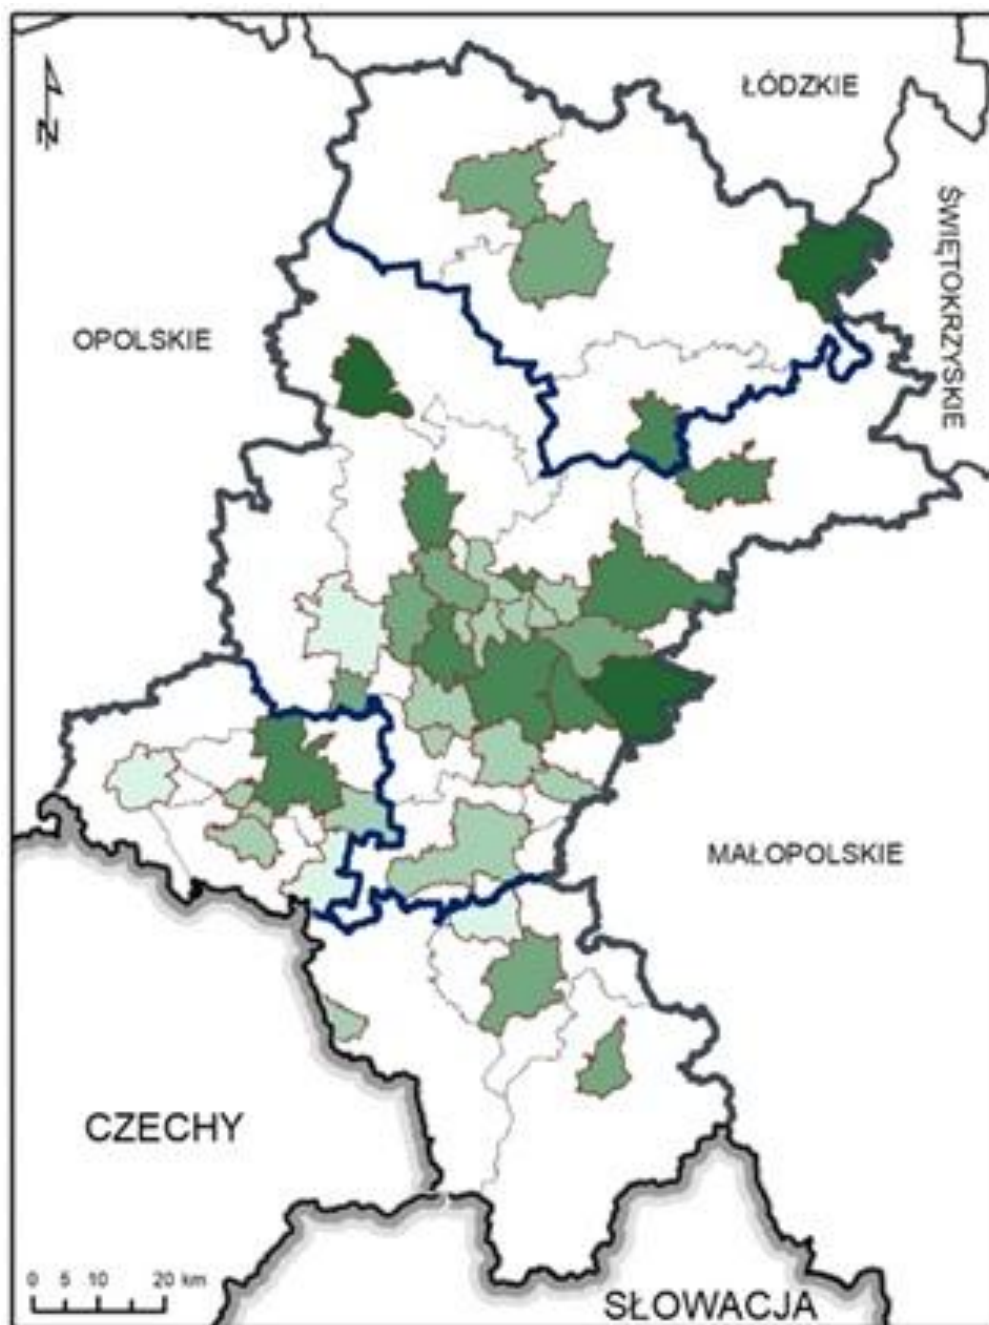 ŁÓDZKIE
N
ŚWIĘTOKRZYSKIE
OPOLSKIE
MAŁOPOLSKIE
CZECHY
0 5 10 20 km
SŁOWACJA